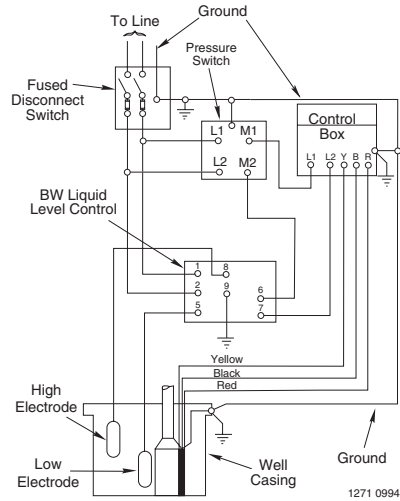 To Line
Ground
Pressure
Switch
Fused
Disconnect
Switch
L1 M1
L2 M2
Control
Box
L1 L2 Y B R
BW Liquid
Level Control
1
8
2
9
6
5
7
Yellow
Black
Red
High
Electrode
Low
Electrode
Well
Casing
Ground
1271 0994